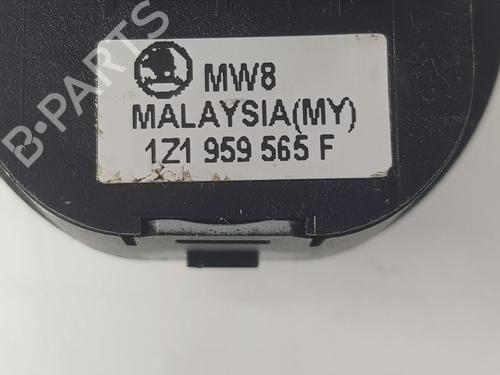 B-PARTS
MW8
MALAYSIA(MY)
1Z1 959 565 F